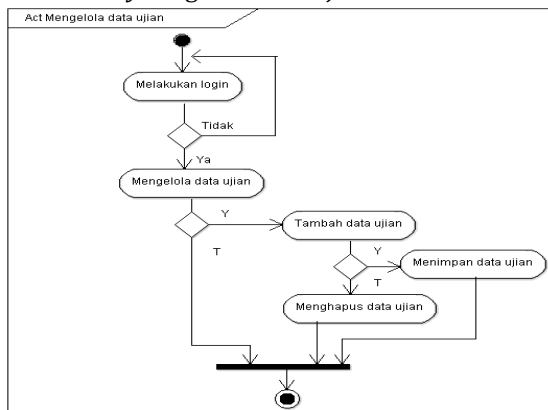 Act Mengelola data ujian
Melakukan login
Tidak
Ya
Mengelola data ujian
Y
Tambah data ujian
T
Y
Menimpan data ujian
T
Menghapus data ujian